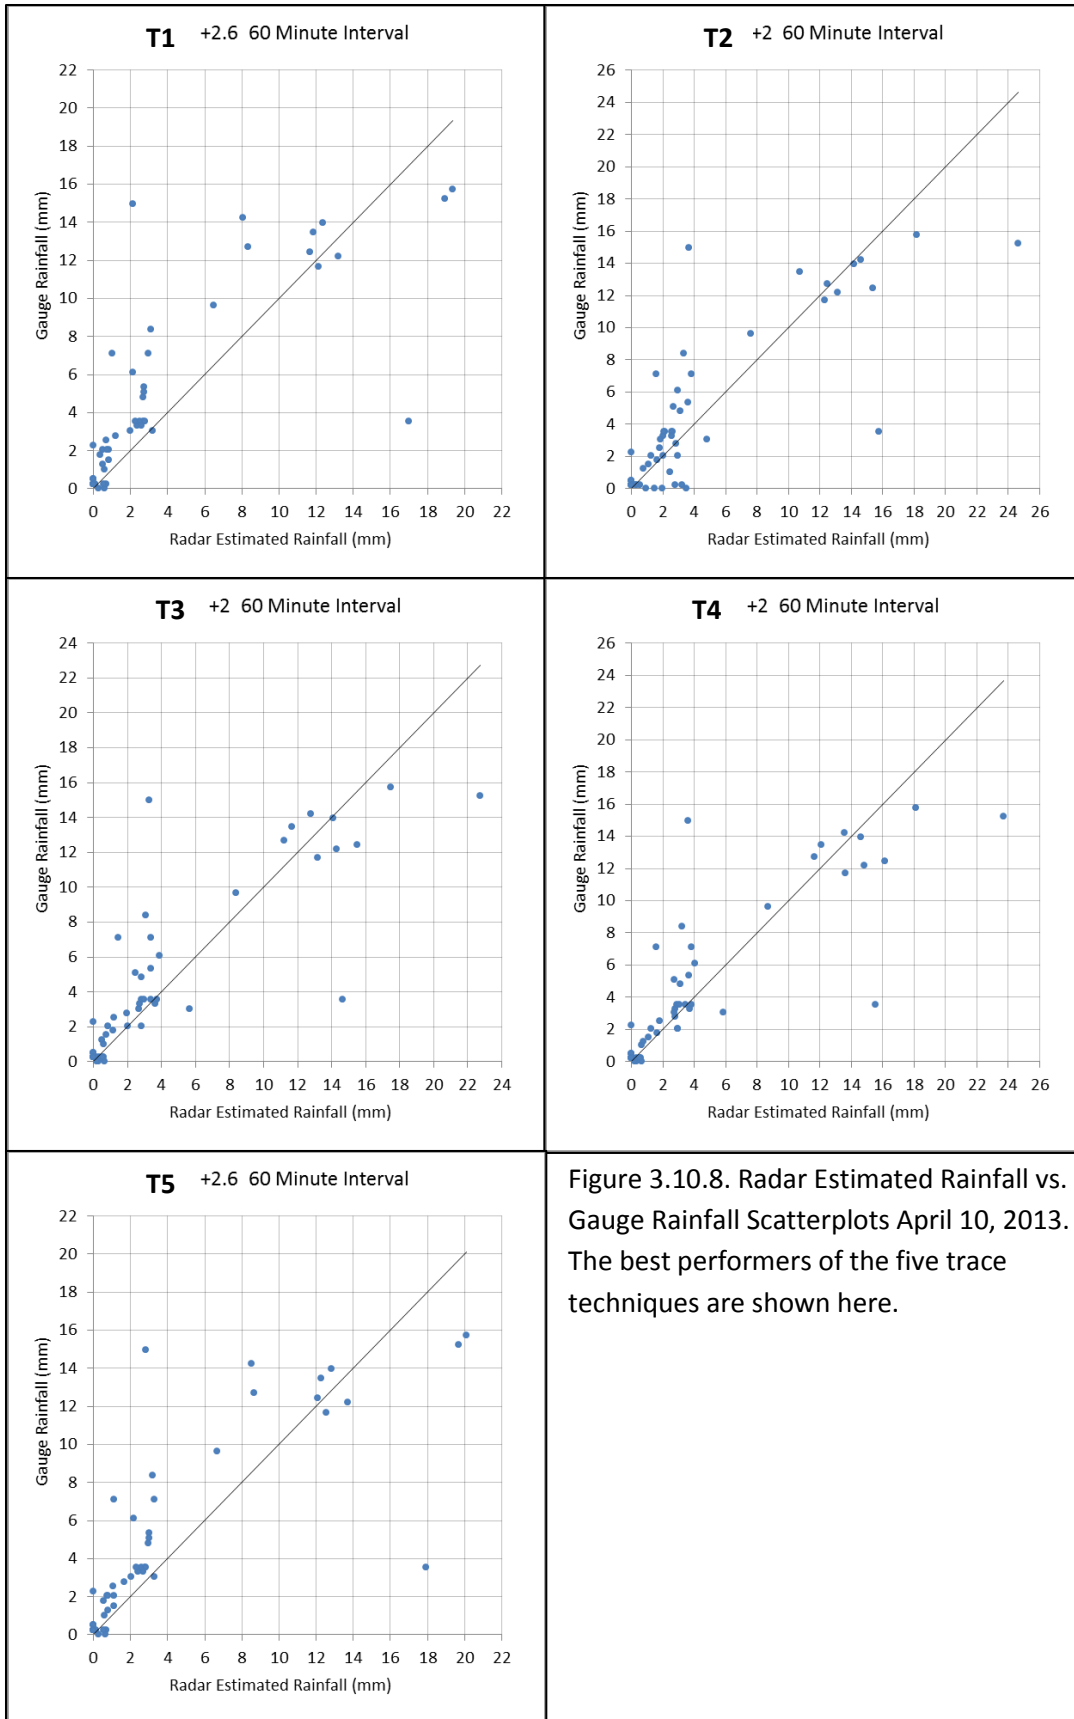 T1 +2.6 60 Minute Interval
22
20
18
16
14
12
10
8
6
4
2
0
Gauge Rainfall (mm)
0 2 4 6 8 10 12 14 16 18 20 22
Radar Estimated Rainfall (mm)
T2 +2 60 Minute Interval
26
24
22
20
18
16
14
12
10
8
6
4
2
0
Gauge Rainfall (mm)
0 2 4 6 8 10 12 14 16 18 20 22 24 26
Radar Estimated Rainfall (mm)
T3 +2 60 Minute Interval
24
22
20
18
16
14
12
10
8
6
4
2
0
Gauge Rainfall (mm)
0 2 4 6 8 10 12 14 16 18 20 22 24
Radar Estimated Rainfall (mm)
T4 +2 60 Minute Interval
26
24
22
20
18
16
14
12
10
8
6
4
2
0
Gauge Rainfall (mm)
0 2 4 6 8 10 12 14 16 18 20 22 24 26
Radar Estimated Rainfall (mm)
T5 +2.6 60 Minute Interval
22
20
18
16
14
12
10
8
6
4
2
0
Gauge Rainfall (mm)
0 2 4 6 8 10 12 14 16 18 20 22
Radar Estimated Rainfall (mm)
Figure 3.10.8. Radar Estimated Rainfall vs.
Gauge Rainfall Scatterplots April 10, 2013.
The best performers of the five trace
techniques are shown here.